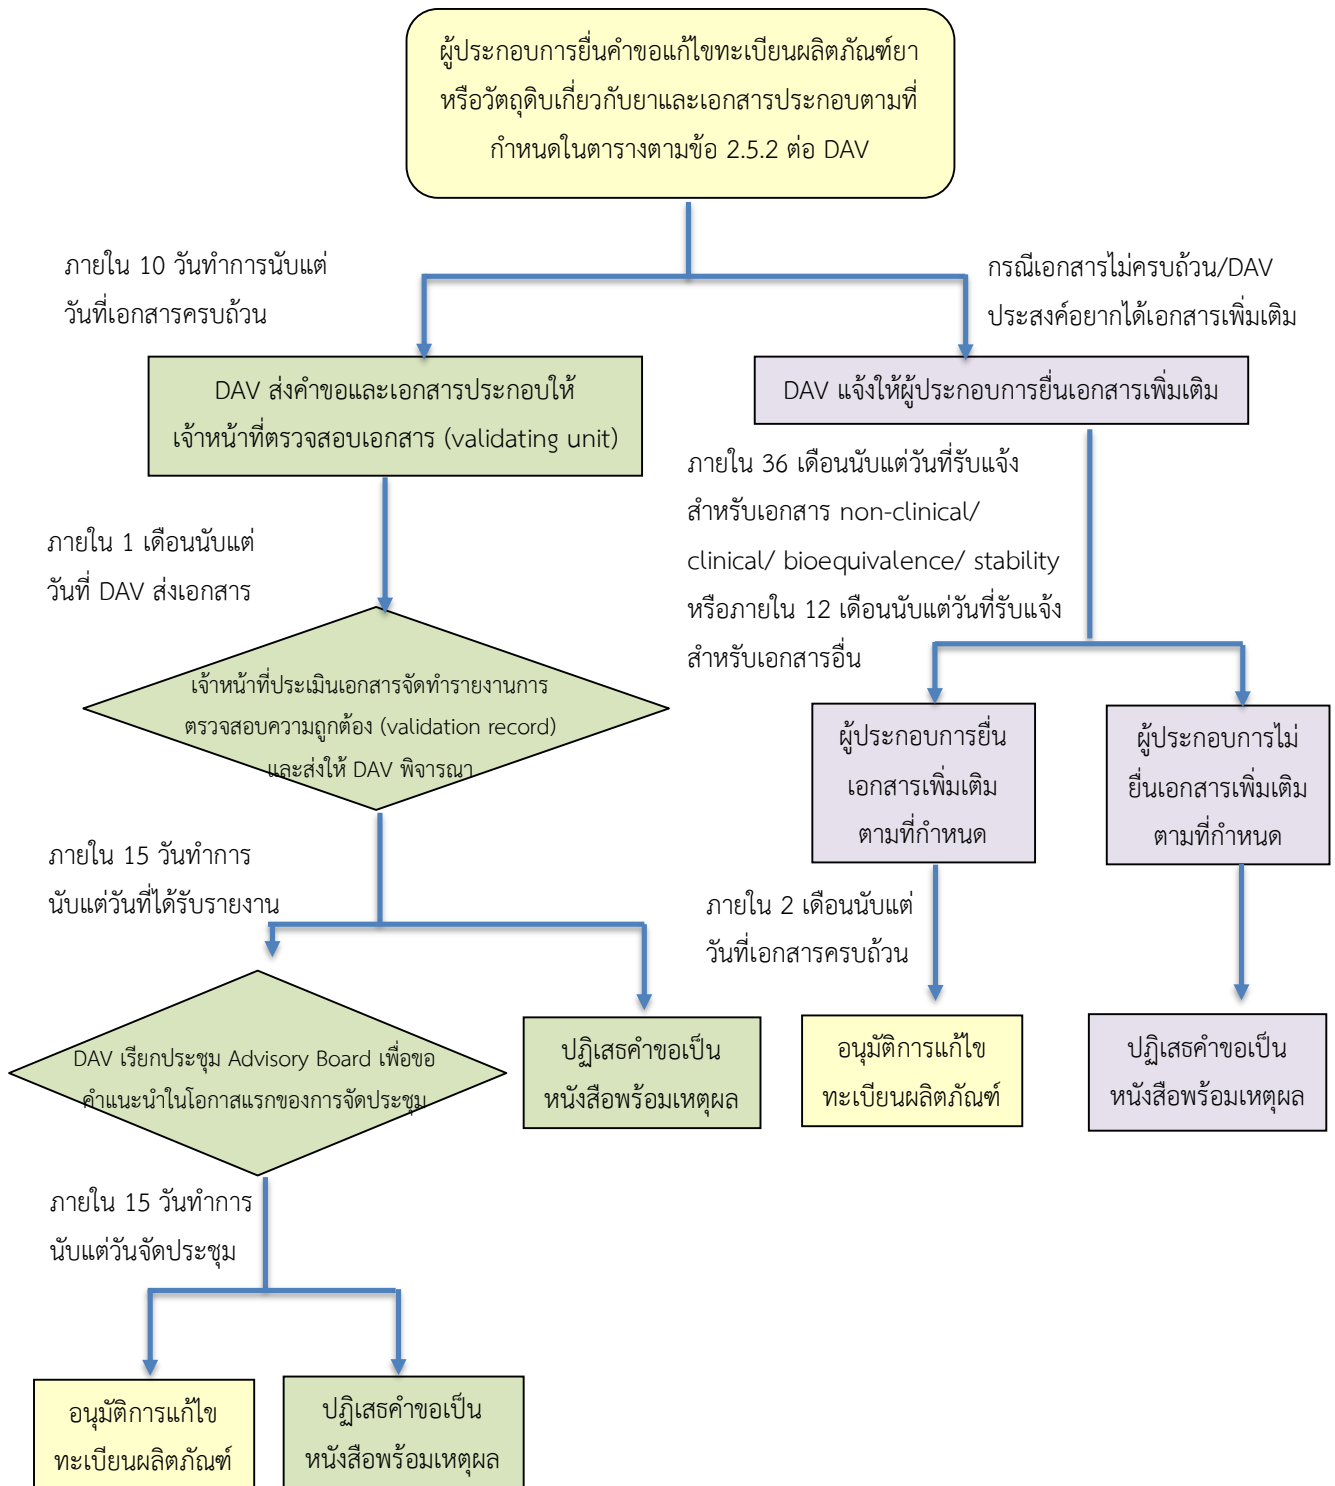 ผู้ประกอบการยื่นคำขอแก้ไขทะเบียนผลิตภัณฑ์ยา
หรือวัตถุดิบเกี่ยวกับยาและเอกสารประกอบตามที่
กำหนดในตารางตามข้อ 2.5.2 ต่อ DAV
ภายใน 10 วันทำการนับแต่
วันที่เอกสารครบถ้วน
กรณีเอกสารไม่ครบถ้วน/DAV
ประสงค์อยากได้เอกสารเพิ่มเติม
DAV ส่งคำขอและเอกสารประกอบให้
เจ้าหน้าที่ตรวจสอบเอกสาร (validating unit)
DAV แจ้งให้ผู้ประกอบการยื่นเอกสารเพิ่มเติม
ภายใน 1 เดือนนับแต่
วันที่ DAV ส่งเอกสาร
ภายใน 36 เดือนนับแต่วันที่รับแจ้ง
สำหรับเอกสาร non-clinical/
clinical/ bioequivalence/ stability
หรือภายใน 12 เดือนนับแต่วันที่รับแจ้ง
สำหรับเอกสารอื่น
เจ้าหน้าที่ประเมินเอกสารจัดทำรายงานการ
ตรวจสอบความถูกต้อง (validation record)
และส่งให้ DAV พิจารณา
ผู้ประกอบการยื่น
เอกสารเพิ่มเติม
ตามที่กำหนด
ผู้ประกอบการไม่
ยื่นเอกสารเพิ่มเติม
ตามที่กำหนด
ภายใน 15 วันทำการ
นับแต่วันที่ได้รับรายงาน
ภายใน 2 เดือนนับแต่
วันที่เอกสารครบถ้วน
DAV เรียกประชุม Advisory Board เพื่อขอ
คำแนะนำในโอกาสแรกของการจัดประชุม
ปฏิเสธคำขอเป็น
หนังสือพร้อมเหตุผล
อนุมัติการแก้ไข
ทะเบียนผลิตภัณฑ์
ปฏิเสธคำขอเป็น
หนังสือพร้อมเหตุผล
ภายใน 15 วันทำการ
นับแต่วันจัดประชุม
อนุมัติการแก้ไข
ทะเบียนผลิตภัณฑ์
ปฏิเสธคำขอเป็น
หนังสือพร้อมเหตุผล